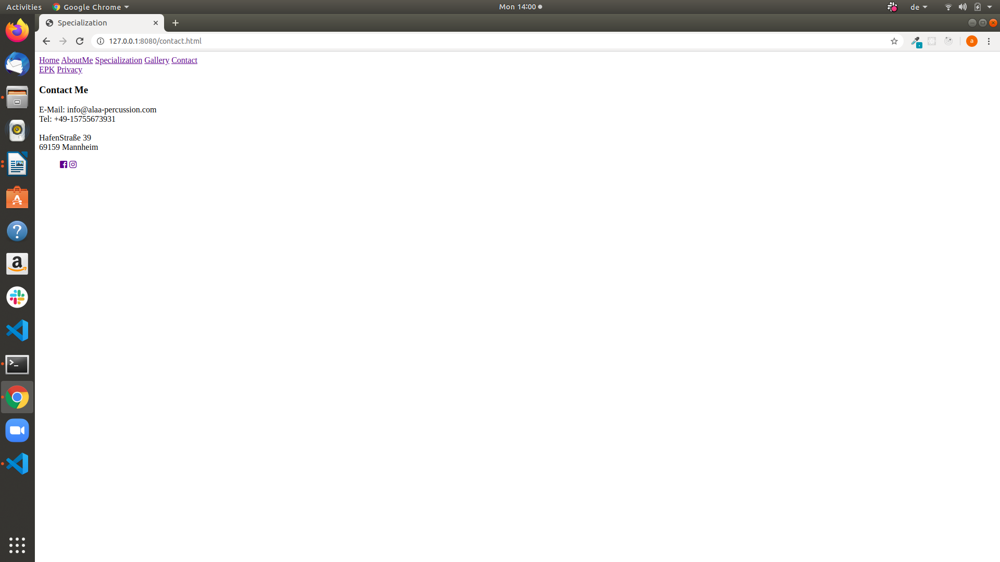 Activities Google Chrome Mon 14:00 de
Specialization
127.0.0.1:8080/contact.html a
Home AboutMe Specialization Gallery Contact
EPK Privacy
Contact Me
E-Mail: info@alaa-percussion.com
Tel: +49-15755673931
HafenStraße 39
69159 Mannheim